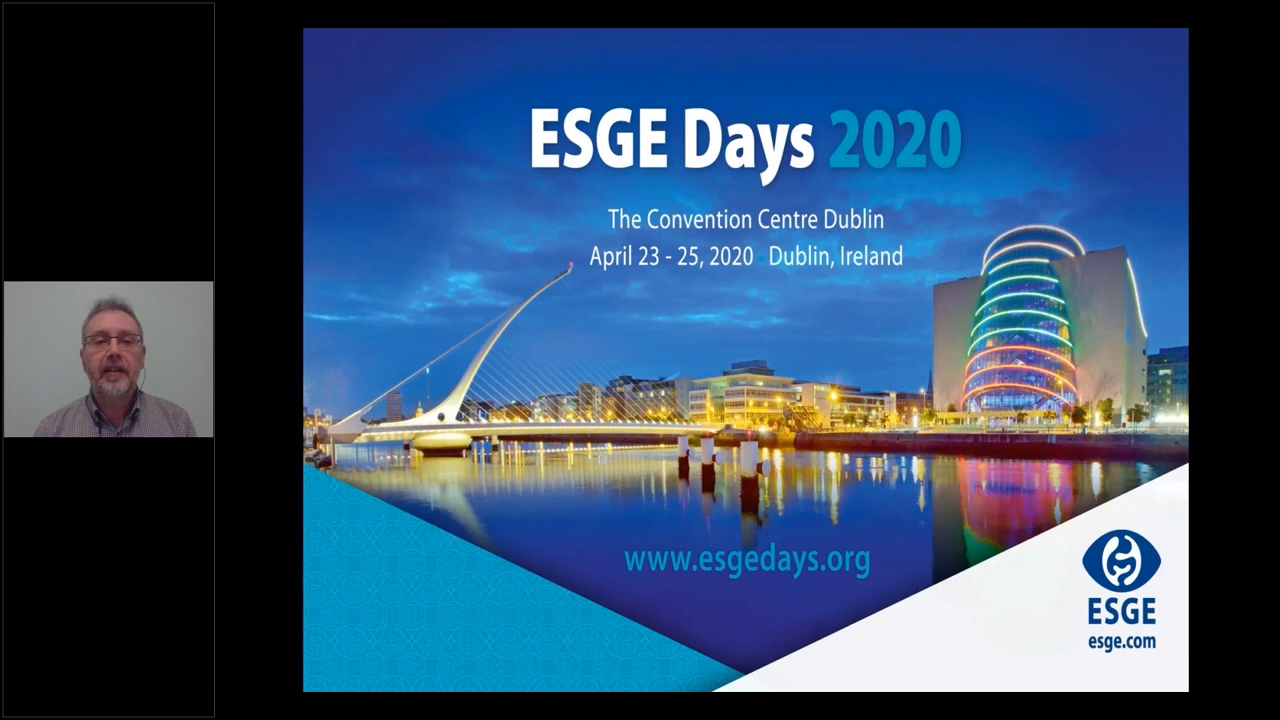 ESGE Days 2020
The Convention Centre Dublin
April 23 - 25, 2020 Dublin, Ireland
www.esgedays.org
ESGE
esge.com